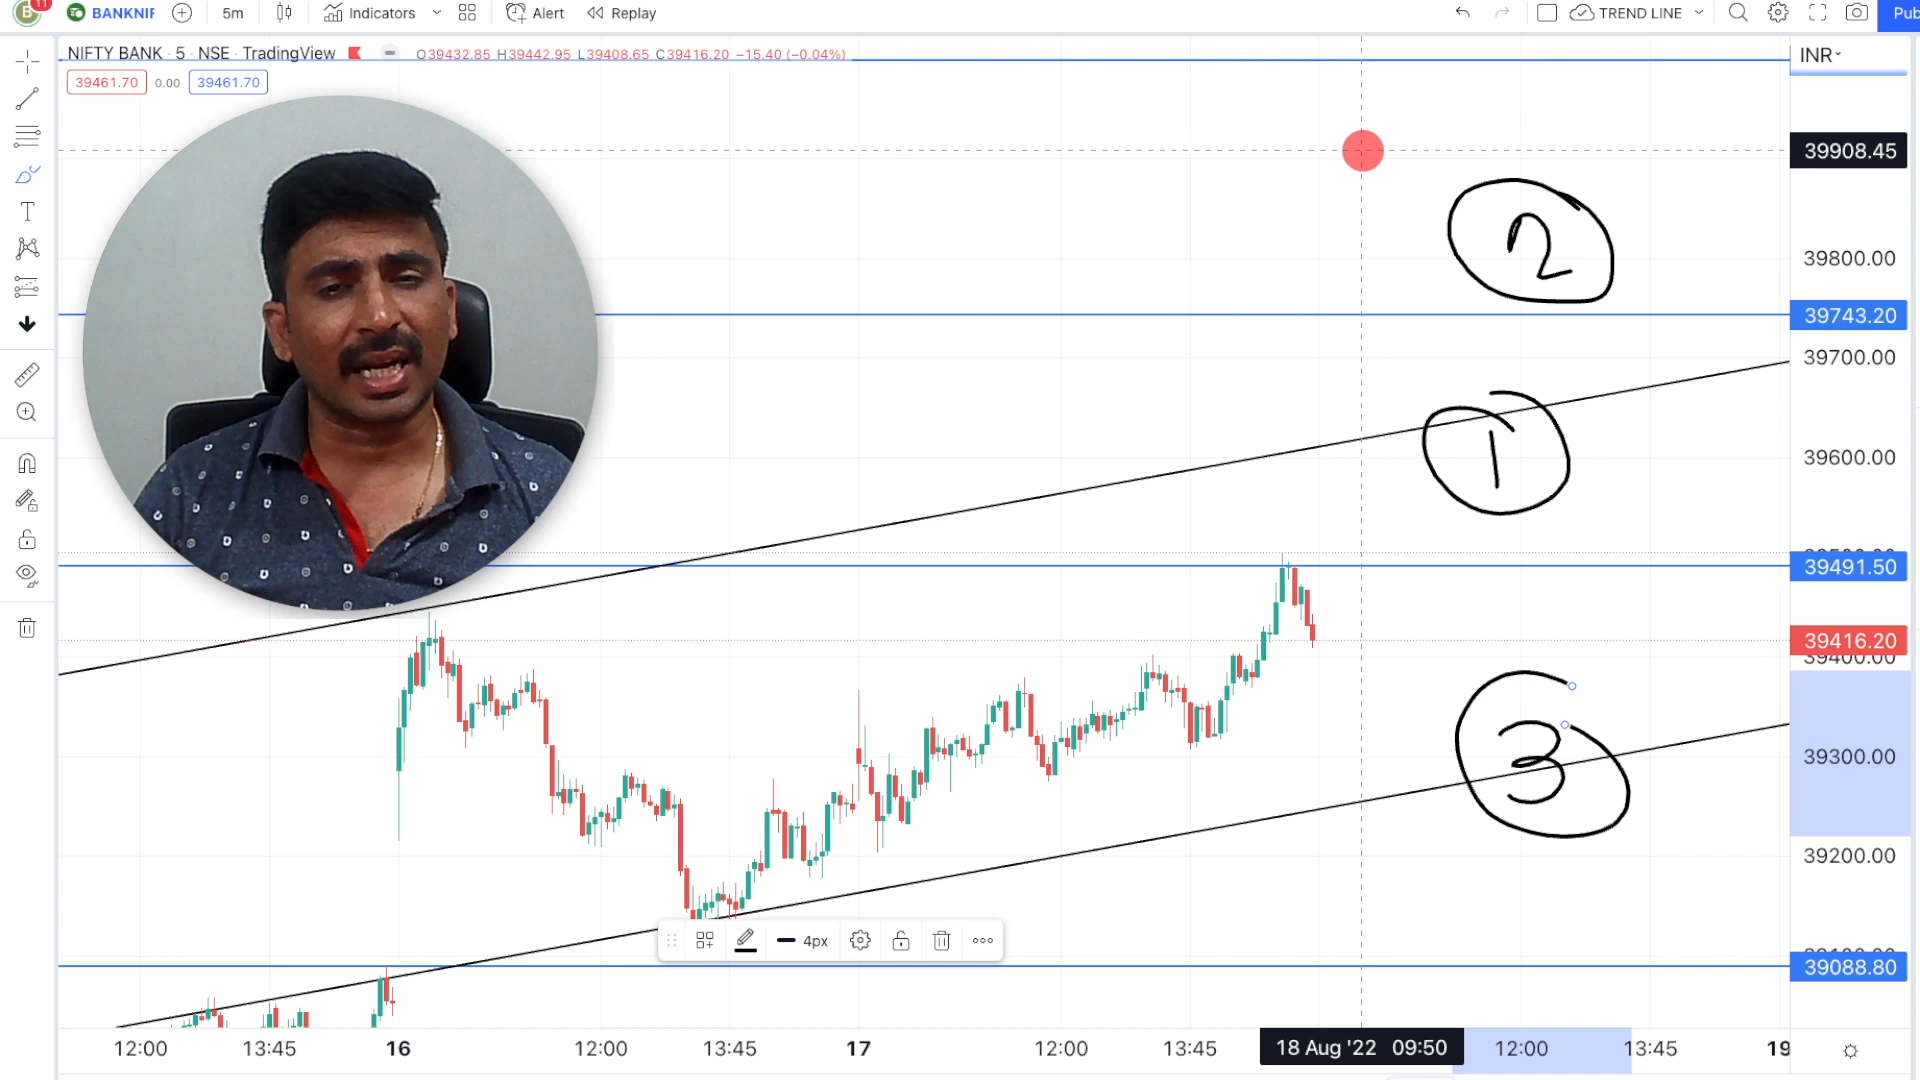 B 11 BANKNIF 5m Indicators Alert Replay TREND LINE Pub
NIFTY BANK · 5 · NSE · TradingView O39432.85 H39442.95 L39408.65 C39416.20 −15.40 (−0.04%) INR
39461.70 0.00 39461.70
39908.45
2
39800.00
39743.20
39700.00
1
39600.00
39491.50
39416.20
39400.00
3
39300.00
39200.00
4px
39088.80
12:00 13:45 16 12:00 13:45 17 12:00 13:45 18 Aug '22 09:50 12:00 13:45 19